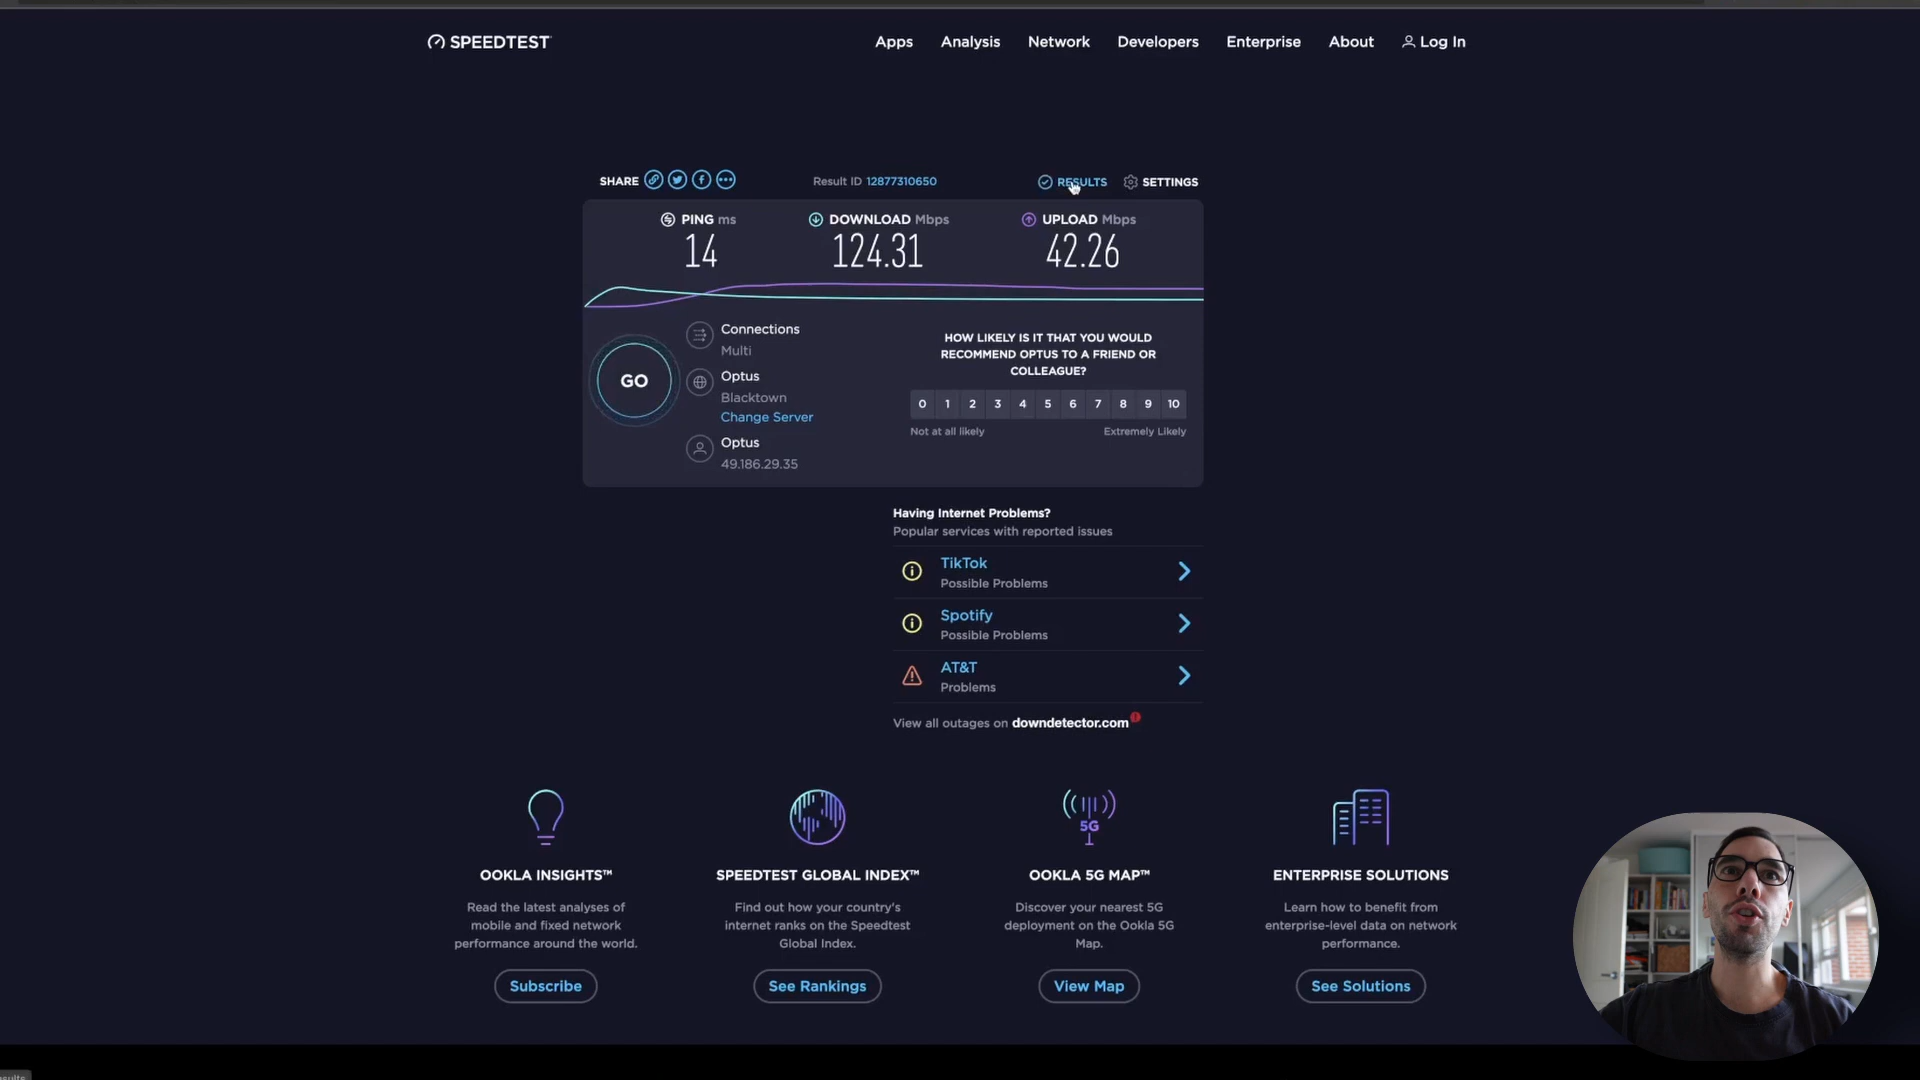 SPEEDTEST
Apps
Analysis
Network
Developers
Enterprise
About
Log In
SHARE
Result ID 12877310650
RESULTS
SETTINGS
PING ms
14
DOWNLOAD Mbps
124.31
UPLOAD Mbps
42.26
GO
Connections
Multi
Optus
Blacktown
Change Server
Optus
49.186.29.35
HOW LIKELY IS IT THAT YOU WOULD
RECOMMEND OPTUS TO A FRIEND OR
COLLEAGUE?
0 1 2 3 4 5 6 7 8 9 10
Not at all likely
Extremely Likely
Having Internet Problems?
Popular services with reported issues
TikTok
Possible Problems
Spotify
Possible Problems
AT&T
Problems
View all outages on downdetector.com
5G
OOKLA INSIGHTS™
Read the latest analyses of
mobile and fixed network
performance around the world.
Subscribe
SPEEDTEST GLOBAL INDEX™
Find out how your country's
internet ranks on the Speedtest
Global Index.
See Rankings
OOKLA 5G MAP™
Discover your nearest 5G
deployment on the Ookla 5G
Map.
View Map
ENTERPRISE SOLUTIONS
Learn how to benefit from
enterprise-level data on network
performance.
See Solutions